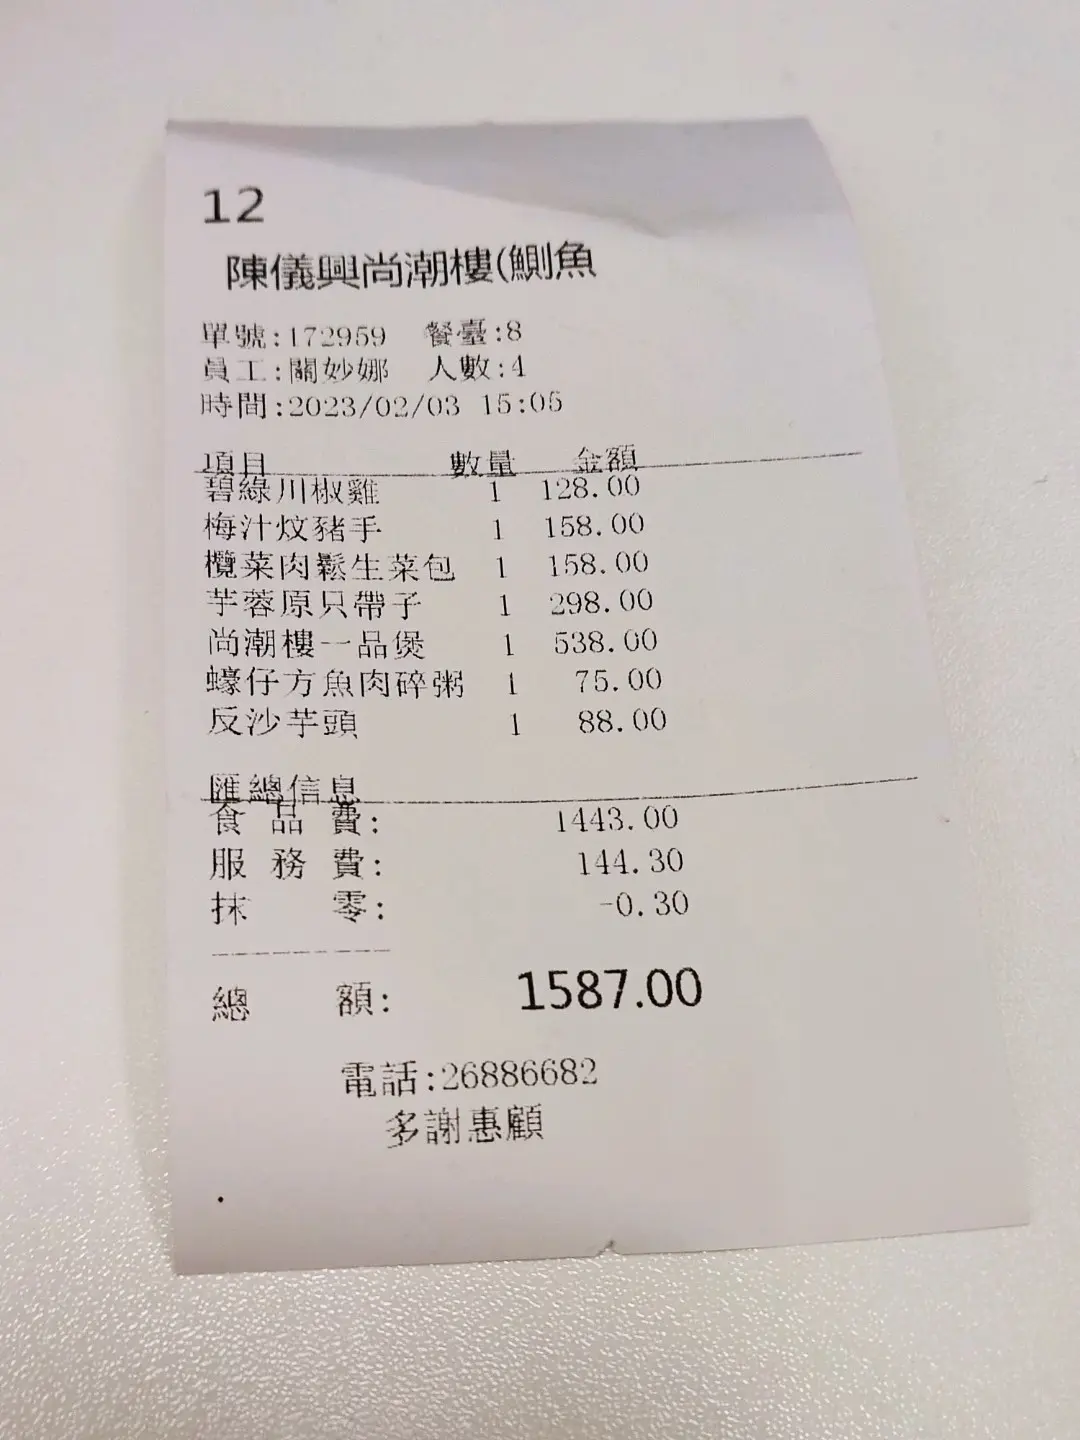 12
陳儀興尚潮樓(鰂魚
單號:172959 餐臺:8
員工:關妙娜 人數:4
時間:2023/02/03 15:05
項目 數量 金額
碧綠川椒雞 1 128.00
梅汁炆豬手 1 158.00
欖菜肉鬆生菜包 1 158.00
芋蓉原只帶子 1 298.00
尚潮樓一品煲 1 538.00
蠔仔方魚肉碎粥 1 75.00
反沙芋頭 1 88.00
匯總信息
食品費: 1443.00
服務費: 144.30
抹零: -0.30
總額: 1587.00
電話:26886682
多謝惠顧